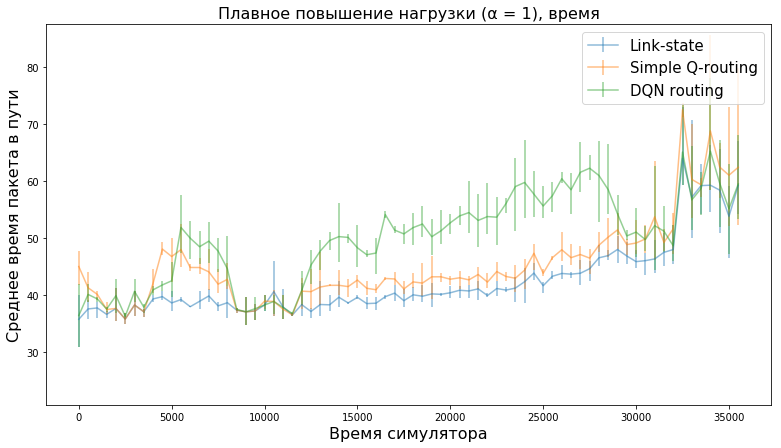 Плавное повышение нагрузки (α = 1), время
Link-state
Simple Q-routing
DQN routing
Среднее время пакета в пути
80
70
60
50
40
30
0
5000
10000
15000
20000
25000
30000
35000
Время симулятора